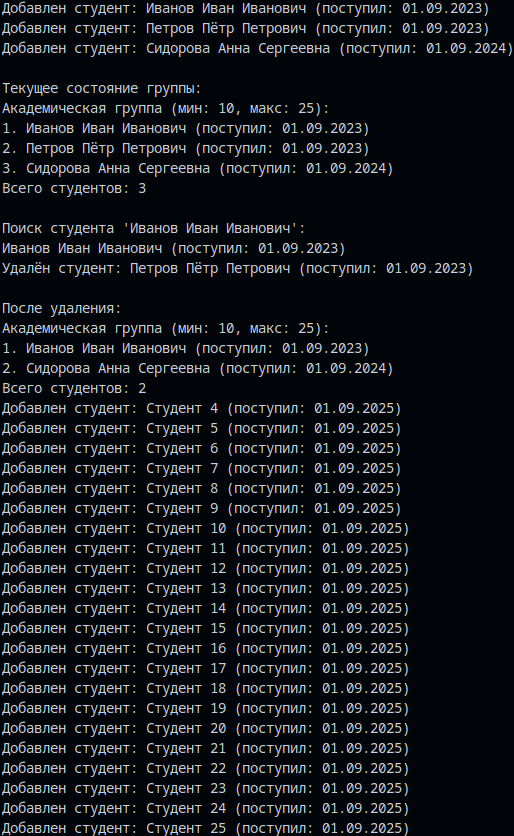 Добавлен студент: Иванов Иван Иванович (поступил: 01.09.2023)
Добавлен студент: Петров Пётр Петрович (поступил: 01.09.2023)
Добавлен студент: Сидорова Анна Сергеевна (поступил: 01.09.2024)
Текущее состояние группы:
Академическая группа (мин: 10, макс: 25):
1. Иванов Иван Иванович (поступил: 01.09.2023)
2. Петров Пётр Петрович (поступил: 01.09.2023)
3. Сидорова Анна Сергеевна (поступил: 01.09.2024)
Всего студентов: 3
Поиск студента 'Иванов Иван Иванович':
Иванов Иван Иванович (поступил: 01.09.2023)
Удалён студент: Петров Пётр Петрович (поступил: 01.09.2023)
После удаления:
Академическая группа (мин: 10, макс: 25):
1. Иванов Иван Иванович (поступил: 01.09.2023)
2. Сидорова Анна Сергеевна (поступил: 01.09.2024)
Всего студентов: 2
Добавлен студент: Студент 4 (поступил: 01.09.2025)
Добавлен студент: Студент 5 (поступил: 01.09.2025)
Добавлен студент: Студент 6 (поступил: 01.09.2025)
Добавлен студент: Студент 7 (поступил: 01.09.2025)
Добавлен студент: Студент 8 (поступил: 01.09.2025)
Добавлен студент: Студент 9 (поступил: 01.09.2025)
Добавлен студент: Студент 10 (поступил: 01.09.2025)
Добавлен студент: Студент 11 (поступил: 01.09.2025)
Добавлен студент: Студент 12 (поступил: 01.09.2025)
Добавлен студент: Студент 13 (поступил: 01.09.2025)
Добавлен студент: Студент 14 (поступил: 01.09.2025)
Добавлен студент: Студент 15 (поступил: 01.09.2025)
Добавлен студент: Студент 16 (поступил: 01.09.2025)
Добавлен студент: Студент 17 (поступил: 01.09.2025)
Добавлен студент: Студент 18 (поступил: 01.09.2025)
Добавлен студент: Студент 19 (поступил: 01.09.2025)
Добавлен студент: Студент 20 (поступил: 01.09.2025)
Добавлен студент: Студент 21 (поступил: 01.09.2025)
Добавлен студент: Студент 22 (поступил: 01.09.2025)
Добавлен студент: Студент 23 (поступил: 01.09.2025)
Добавлен студент: Студент 24 (поступил: 01.09.2025)
Добавлен студент: Студент 25 (поступил: 01.09.2025)